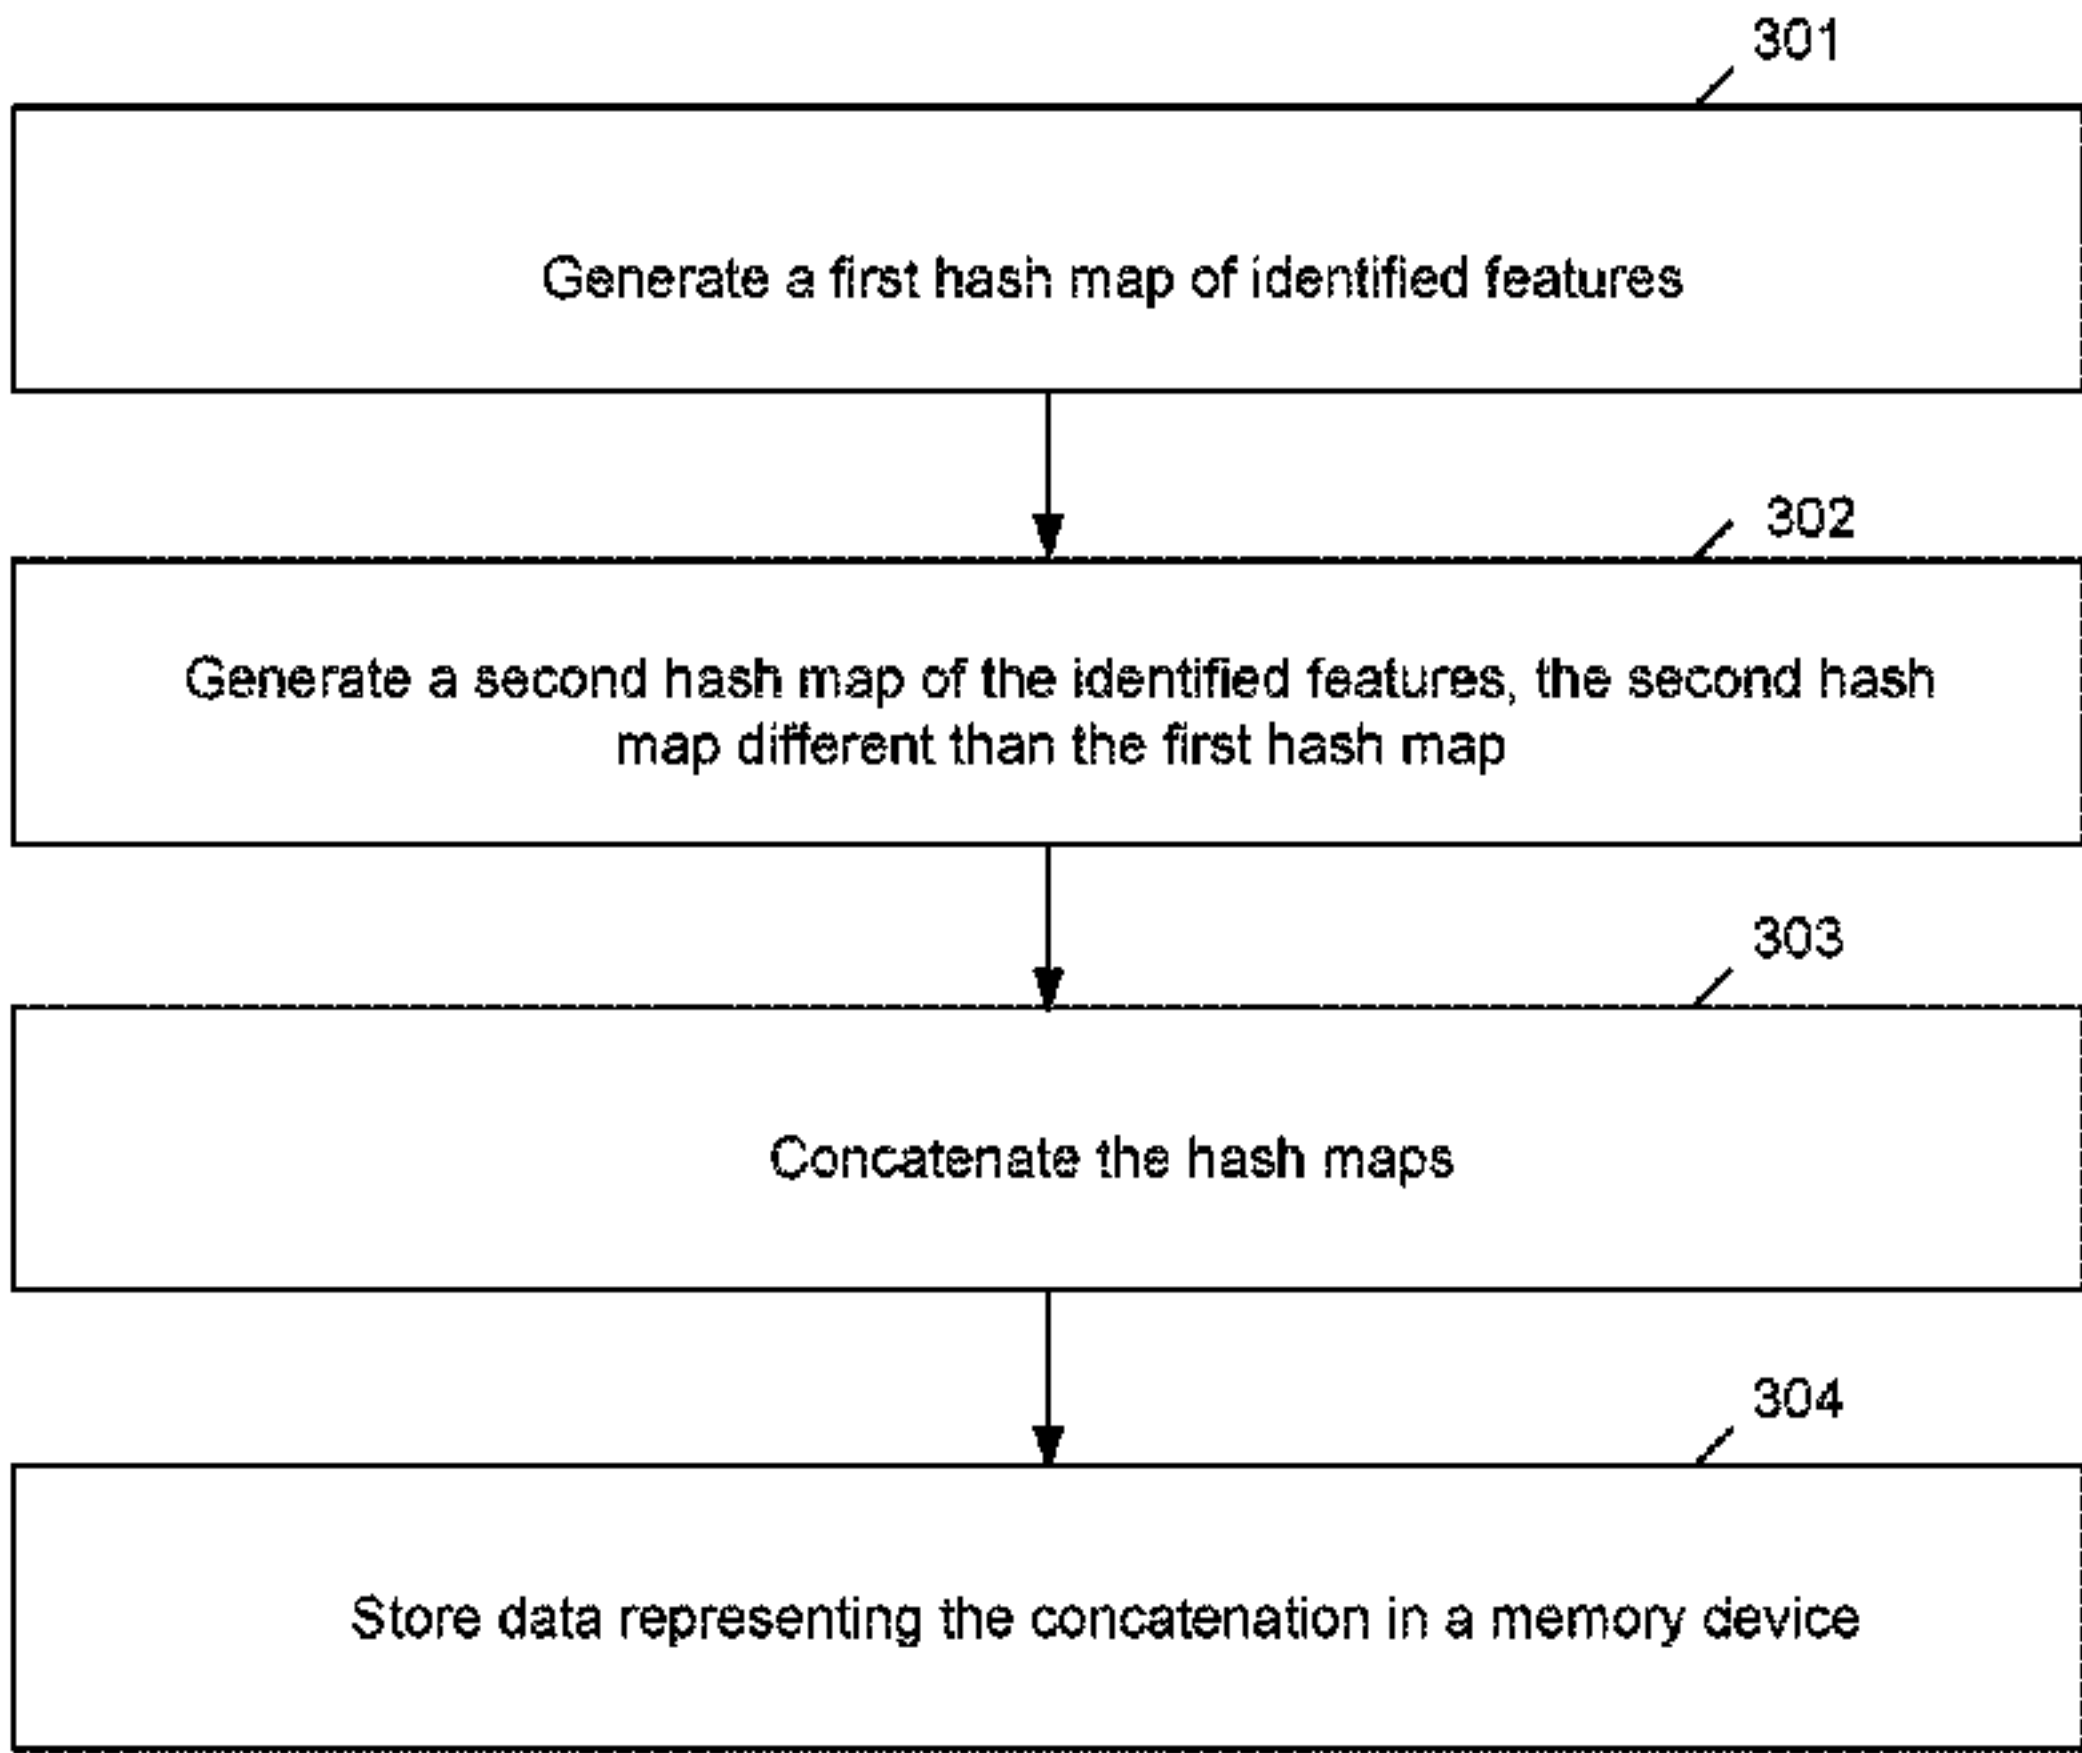 301
Generate a first hash map of identified features
302
Generate a second hash map of the identified features, the second hash
map different than the first hash map
303
Concatenate the hash maps
304
Store data representing the concatenation in a memory device